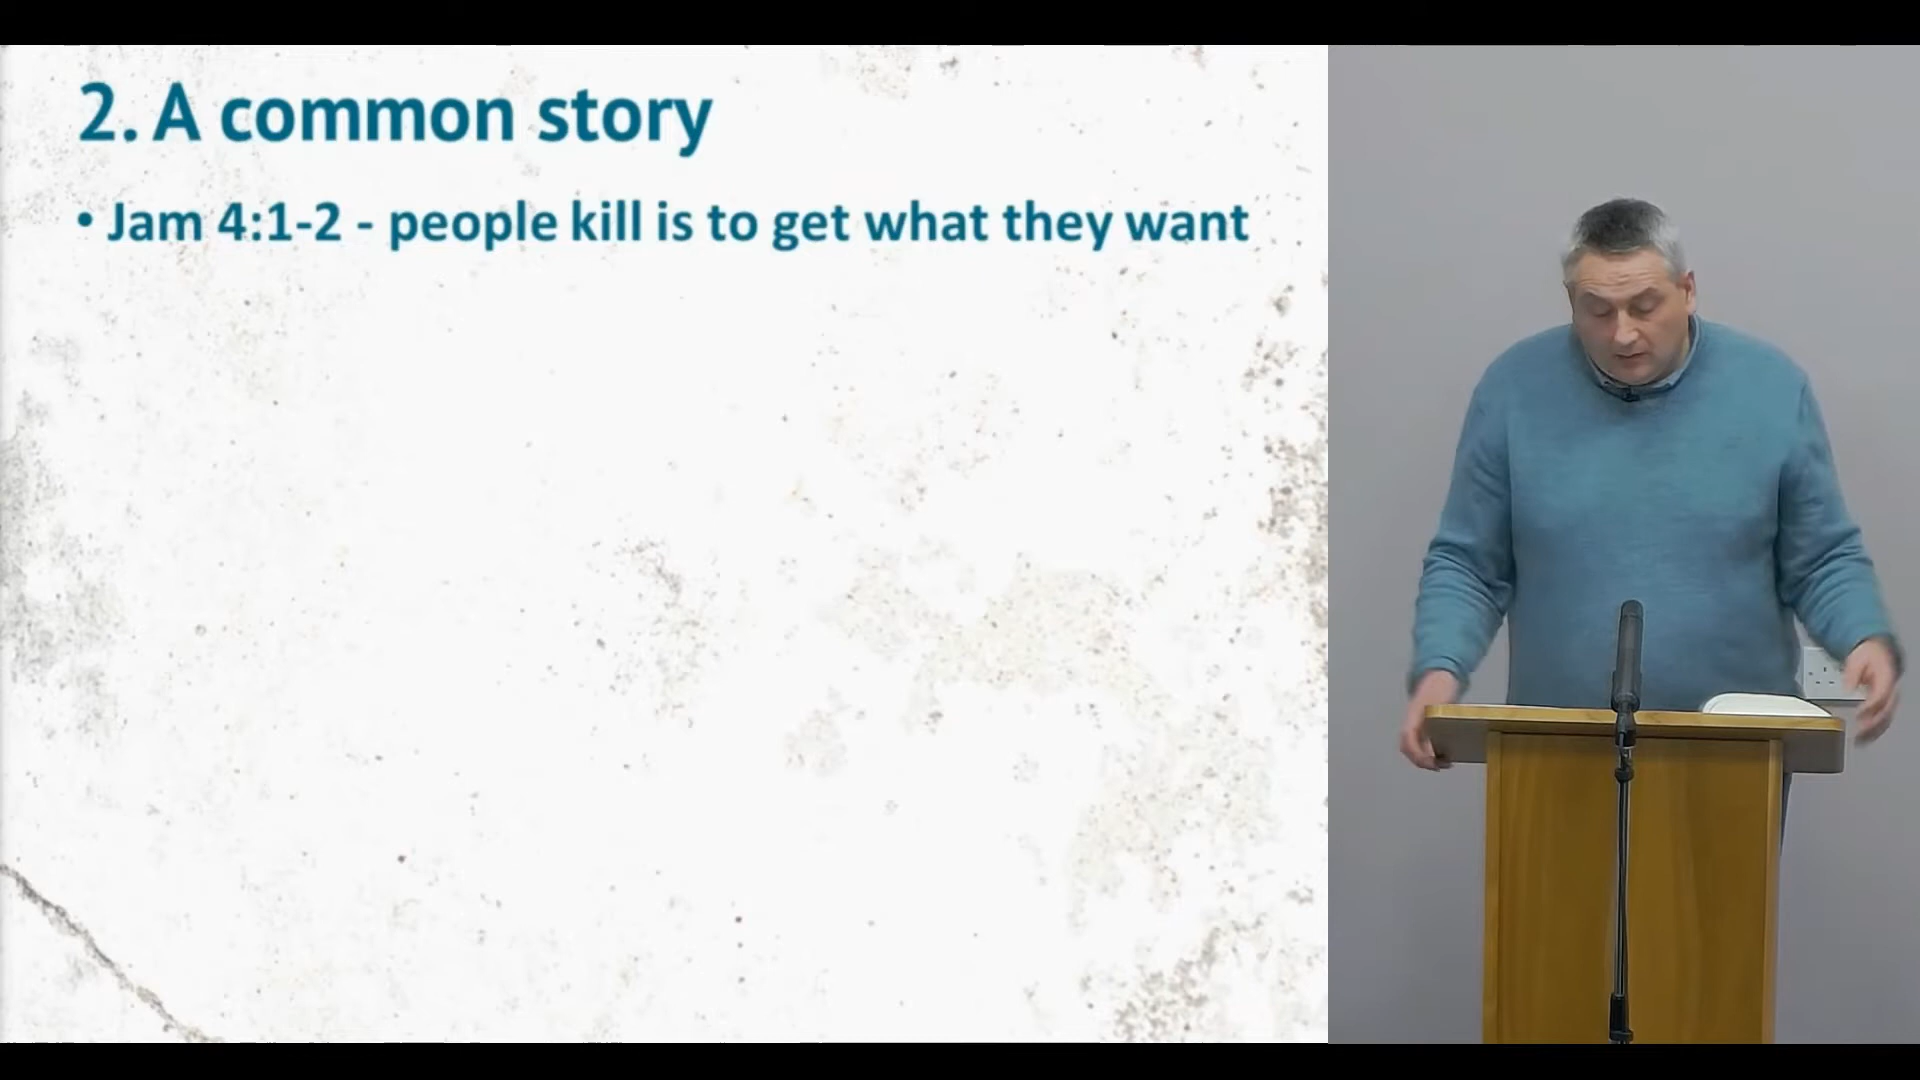 2. A common story
• Jam 4:1-2 - people kill is to get what they want